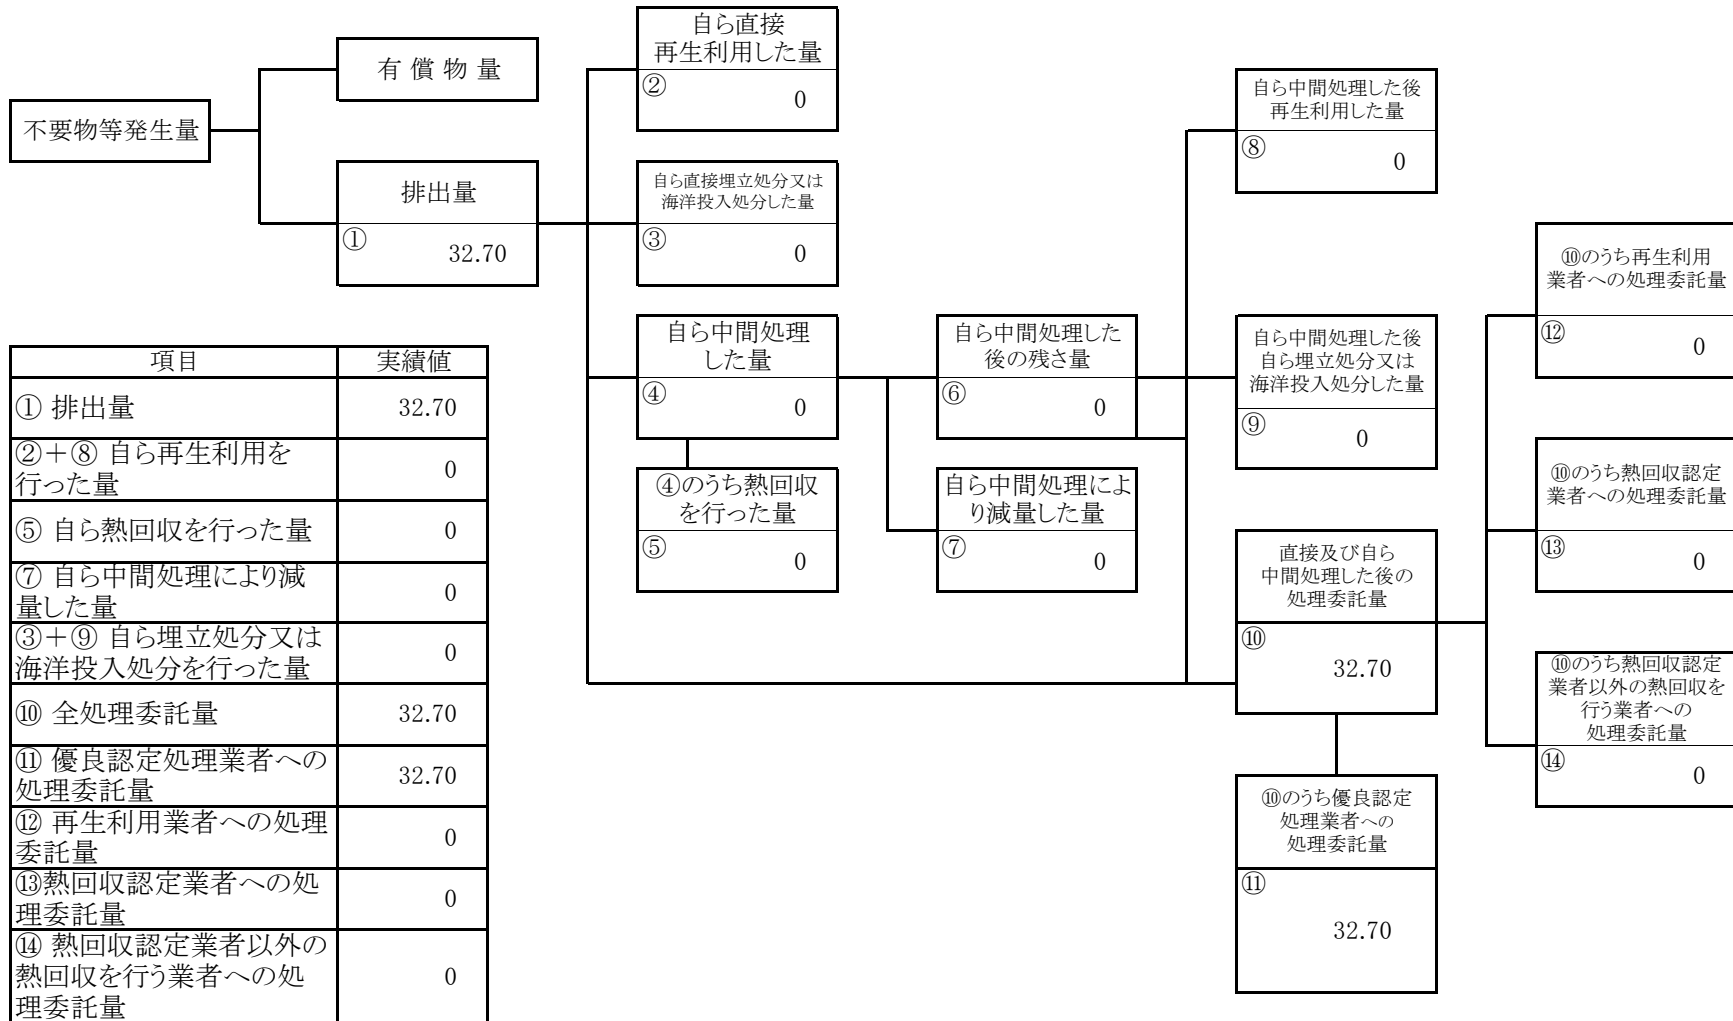 不要物等発生量
有 償 物 量
排出量
①
32.70
自ら直接
再生利用した量
②
0
自ら直接埋立処分又は
海洋投入処分した量
③
0
自ら中間処理
した量
④
0
④のうち熱回収
を行った量
⑤
0
自ら中間処理した
後の残さ量
⑥
0
自ら中間処理によ
り減量した量
⑦
0
自ら中間処理した後
再生利用した量
⑧
0
自ら中間処理した後
自ら埋立処分又は
海洋投入処分した量
⑨
0
直接及び自ら
中間処理した後の
処理委託量
⑩
32.70
⑩のうち優良認定
処理業者への
処理委託量
⑪
32.70
⑩のうち再生利用
業者への処理委託量
⑫
0
⑩のうち熱回収認定
業者への処理委託量
⑬
0
⑩のうち熱回収認定
業者以外の熱回収を
行う業者への
処理委託量
⑭
0
項目 実績値
① 排出量 32.70
②+⑧ 自ら再生利用を
行った量 0
⑤ 自ら熱回収を行った量 0
⑦ 自ら中間処理により減
量した量 0
③+⑨ 自ら埋立処分又は
海洋投入処分を行った量 0
⑩ 全処理委託量 32.70
⑪ 優良認定処理業者への
処理委託量 32.70
⑫ 再生利用業者への処理
委託量 0
⑬熱回収認定業者への処
理委託量 0
⑭ 熱回収認定業者以外の
熱回収を行う業者への処
理委託量 0